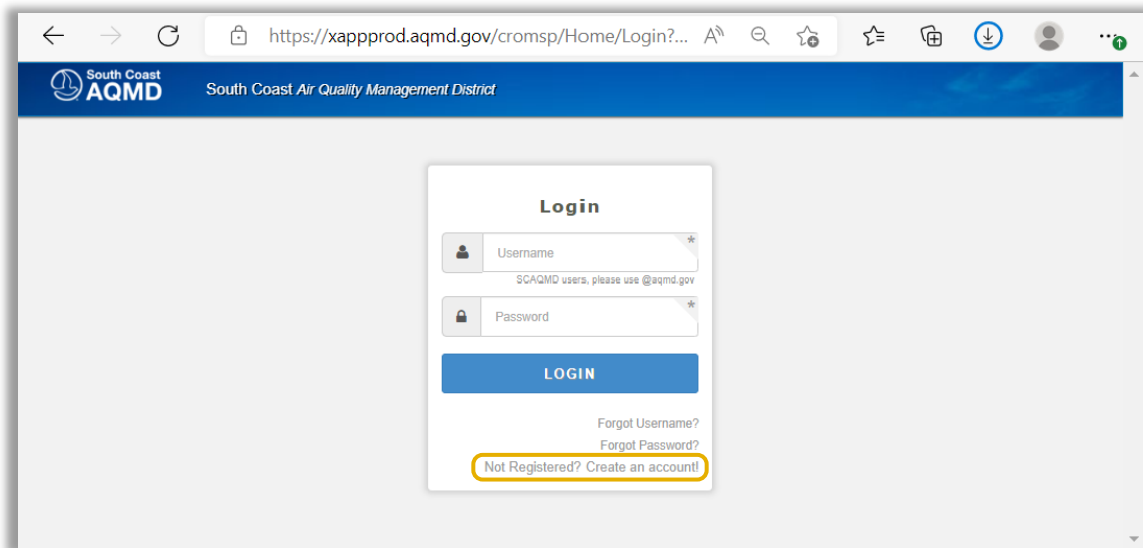 https://xappprod.aqmd.gov/cromsp/Home/Login?...
South Coast
AQMD
South Coast Air Quality Management District
Login
Username
*
SCAQMD users, please use @aqmd.gov
Password
*
LOGIN
Forgot Username?
Forgot Password?
Not Registered? Create an account!